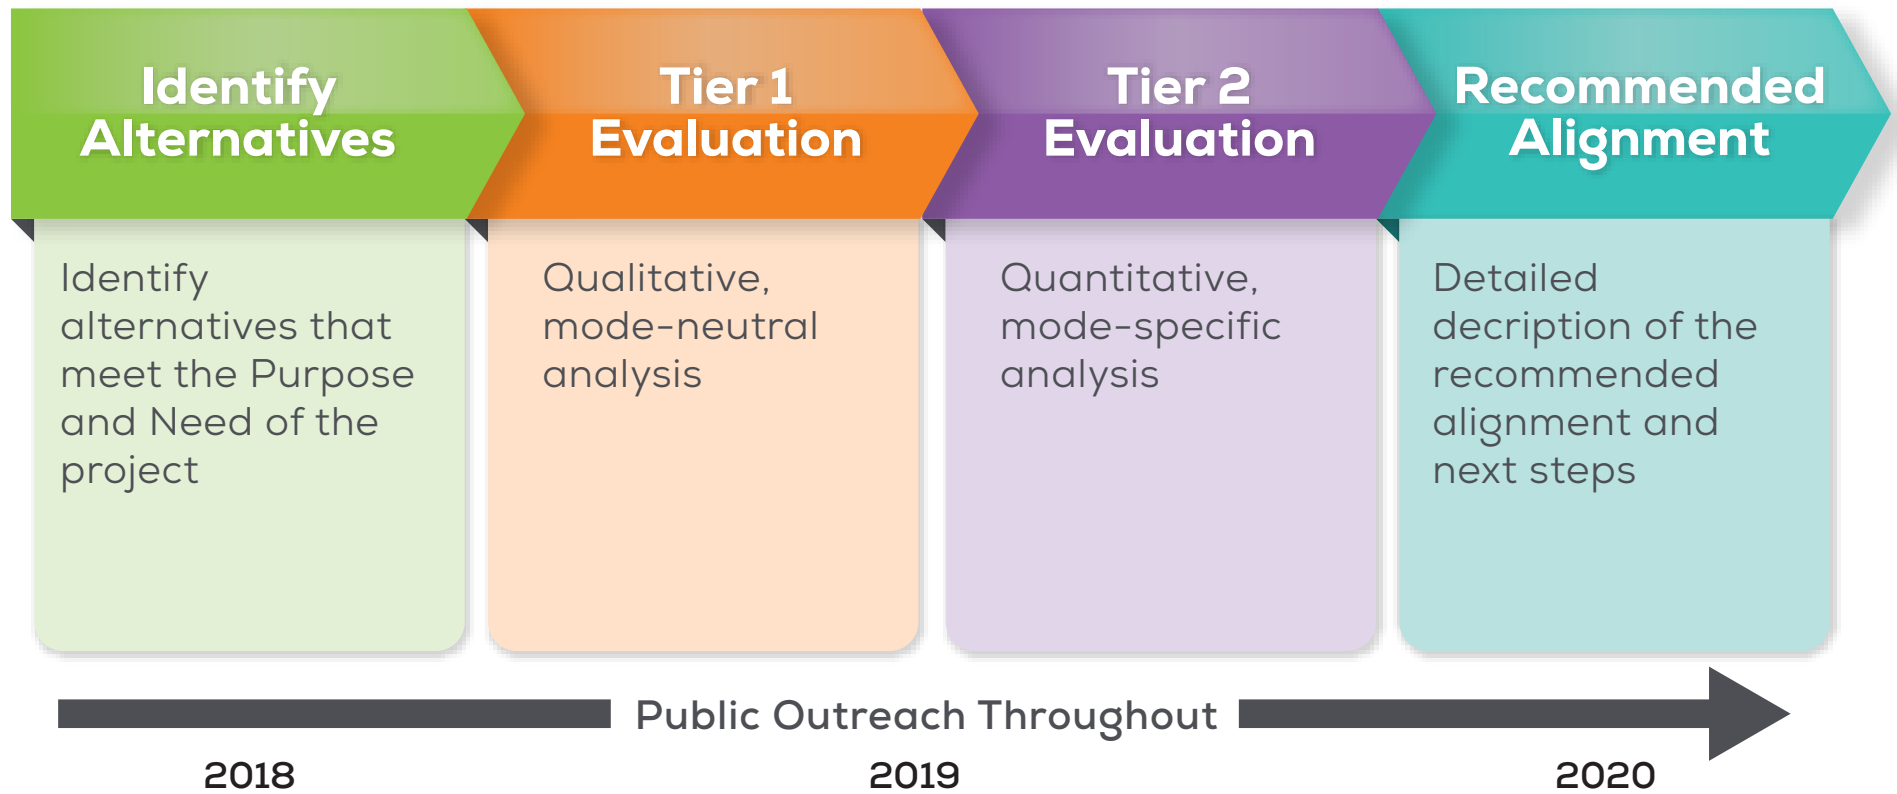 Identify
Alternatives
Tier 1
Evaluation
Tier 2
Evaluation
Recommended
Alignment
Identify
alternatives that
meet the Purpose
and Need of the
project
Qualitative,
mode-neutral
analysis
Quantitative,
mode-specific
analysis
Detailed
decription of the
recommended
alignment and
next steps
Public Outreach Throughout
2018
2019
2020